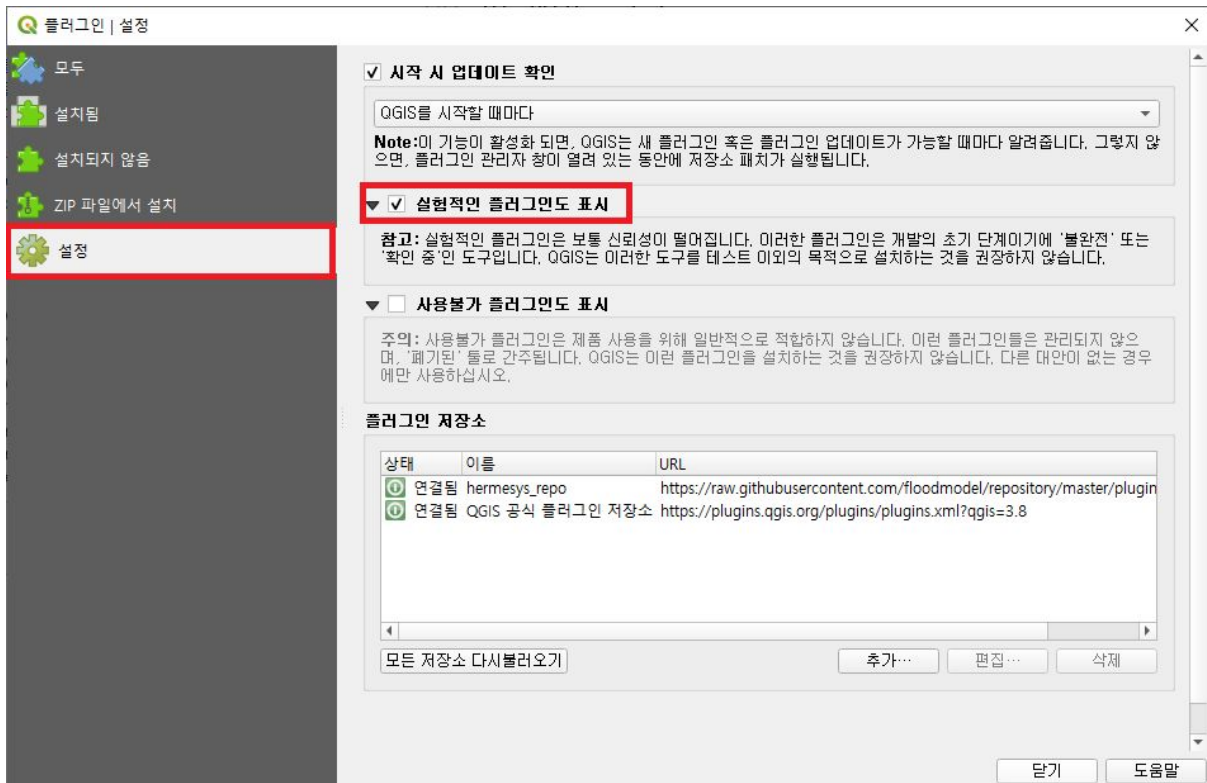 플러그인 | 설정
모두
설치됨
설치되지 않음
ZIP 파일에서 설치
설정
시작 시 업데이트 확인
QGIS를 시작할 때마다
Note:이 기능이 활성화 되면, QGIS는 새 플러그인 혹은 플러그인 업데이트가 가능할 때마다 알려줍니다. 그렇지 않
으면, 플러그인 관리자 창이 열려 있는 동안에 저장소 패치가 실행됩니다.
실험적인 플러그인도 표시
참고: 실험적인 플러그인은 보통 신뢰성이 떨어집니다. 이러한 플러그인은 개발의 초기 단계이기에 '불완전' 또는
'확인 중'인 도구입니다. QGIS는 이러한 도구를 테스트 이외의 목적으로 설치하는 것을 권장하지 않습니다.
사용불가 플러그인도 표시
주의: 사용불가 플러그인은 제품 사용을 위해 일반적으로 적합하지 않습니다. 이런 플러그인들은 관리되지 않으
며, '폐기된' 툴로 간주됩니다. QGIS는 이런 플러그인을 설치하는 것을 권장하지 않습니다. 다른 대안이 없는 경우
에만 사용하십시오.
플러그인 저장소
상태 이름 URL
연결됨 hermesys_repo https://raw.githubusercontent.com/floodmodel/repository/master/plugin
연결됨 QGIS 공식 플러그인 저장소 https://plugins.qgis.org/plugins/plugins.xml?qgis=3.8
모든 저장소 다시불러오기 추가… 편집… 삭제
닫기 도움말